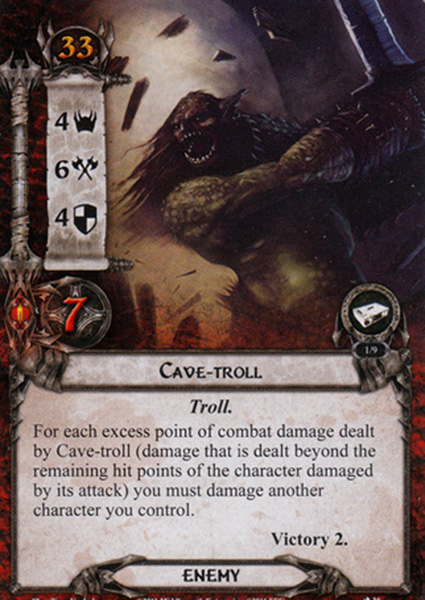 33
4
6
4
7
1/9
CAVE-TROLL
Troll.
For each excess point of combat damage dealt
by Cave-troll (damage that is dealt beyond the
remaining hit points of the character damaged
by its attack) you must damage another
character you control.
Victory 2.
ENEMY